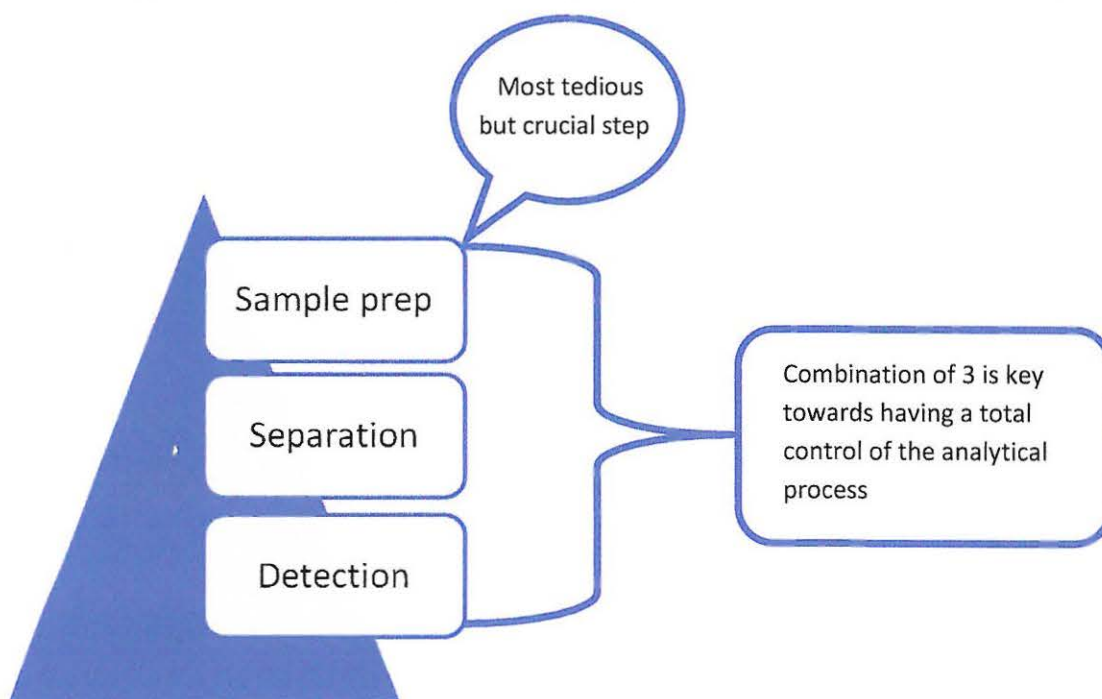 Most tedious
but crucial step
Sample prep
Separation
Detection
Combination of 3 is key
towards having a total
control of the analytical
process